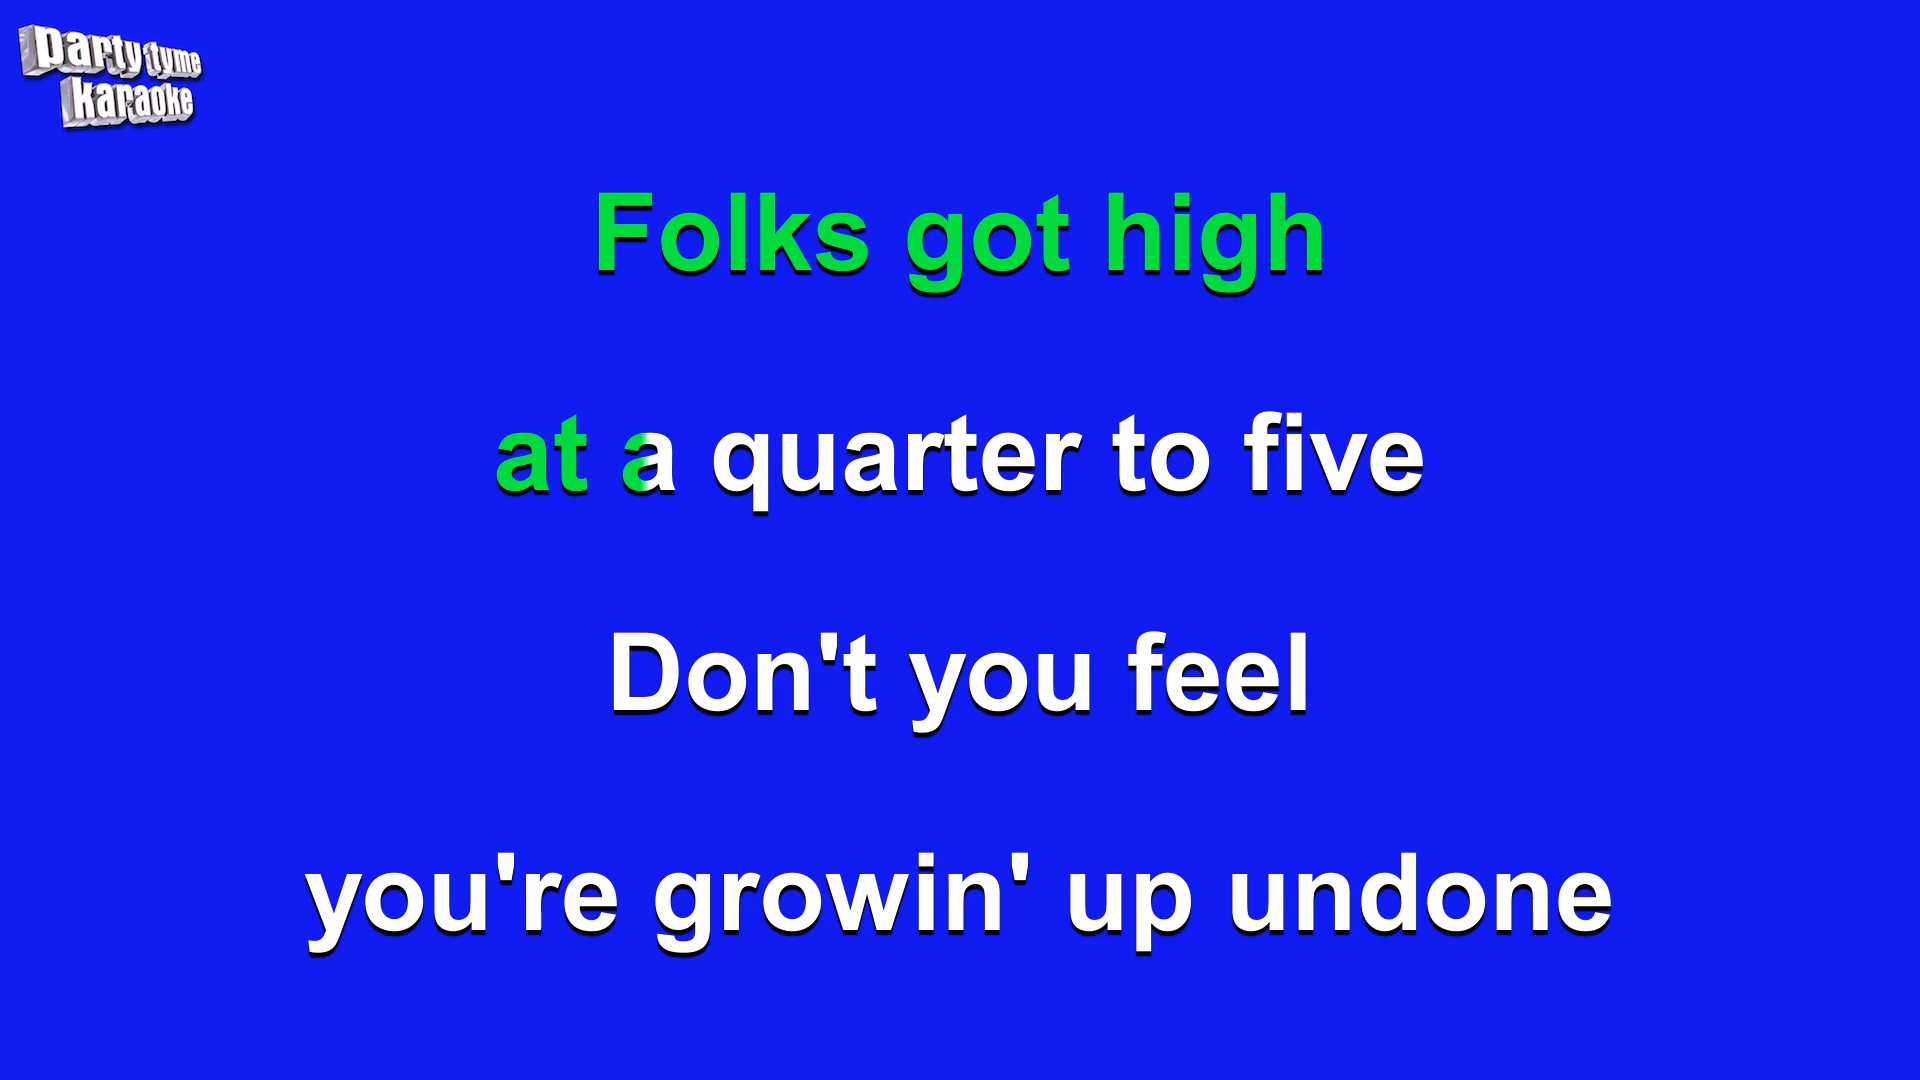 party tyme
karaoke
Folks got high
at a quarter to five
Don't you feel
you're growin' up undone